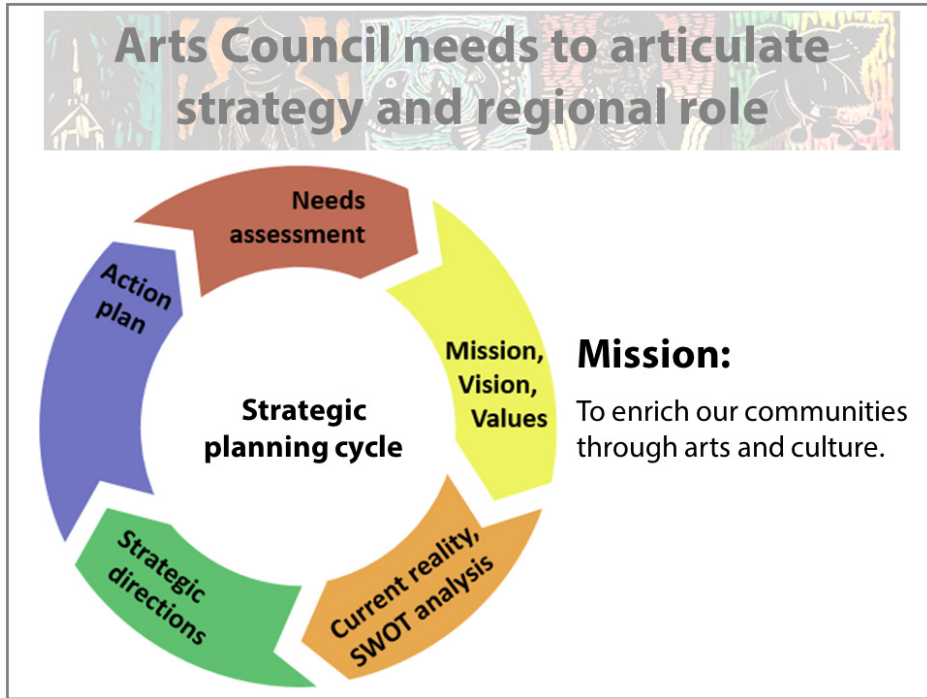 Arts Council needs to articulate
strategy and regional role
Needs
assessment
Mission,
Vision,
Values
Current reality,
SWOT analysis
Strategic
directions
Action
plan
Strategic
planning cycle
Mission:
To enrich our communities
through arts and culture.